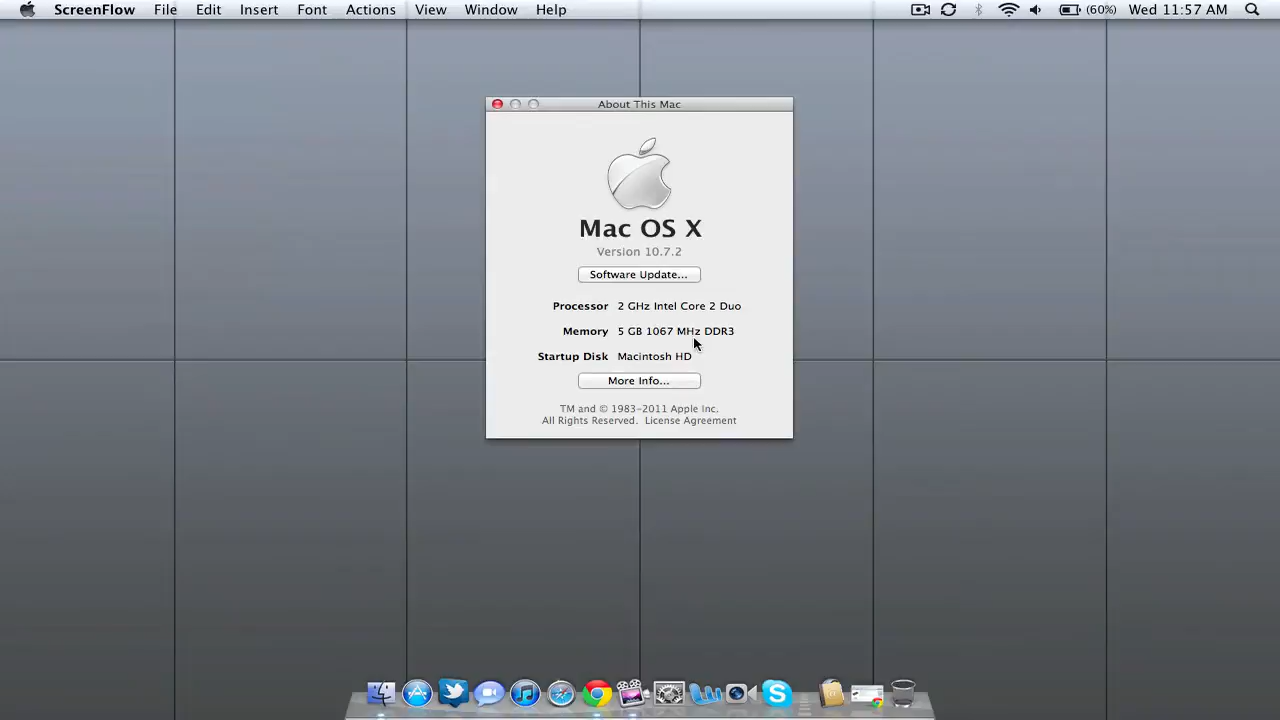 ScreenFlow File Edit Insert Font Actions View Window Help (60%) Wed 11:57 AM
About This Mac
Mac OS X
Version 10.7.2
Software Update...
Processor 2 GHz Intel Core 2 Duo
Memory 5 GB 1067 MHz DDR3
Startup Disk Macintosh HD
More Info...
TM and © 1983–2011 Apple Inc.
All Rights Reserved. License Agreement